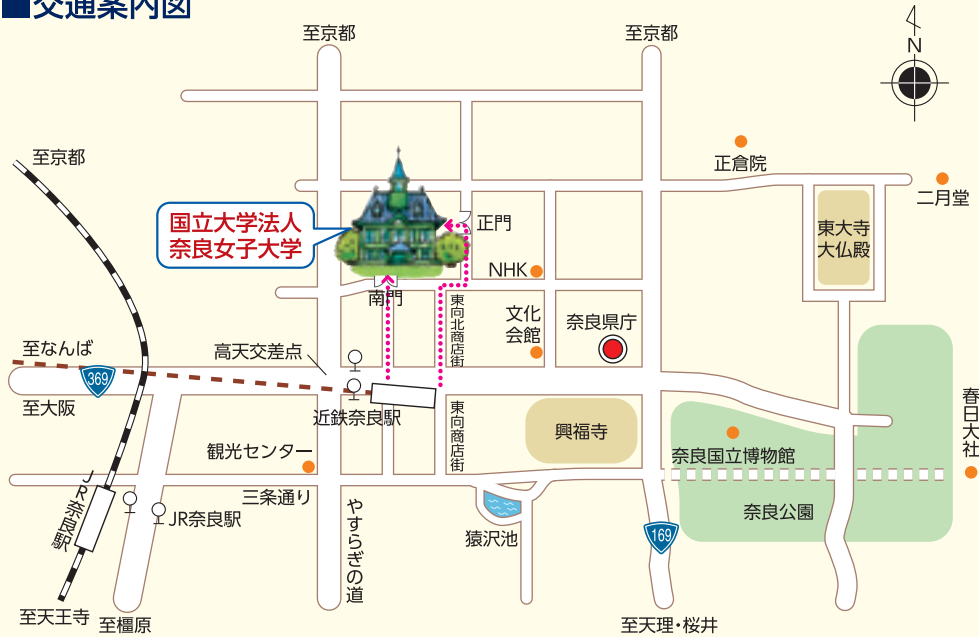 ■交通案内図
至京都
至京都
N
至京都
正倉院
二月堂
国立大学法人
奈良女子大学
正門
東大寺
大仏殿
NHK
南門
東向北商店街
文化
会館
奈良県庁
至なんば
高天交差点
369
至大阪
近鉄奈良駅
東向商店街
興福寺
春日大社
観光センター
奈良国立博物館
三条通り
JR奈良駅
JR奈良駅
やすらぎの道
猿沢池
169
奈良公園
至天王寺
至橿原
至天理・桜井